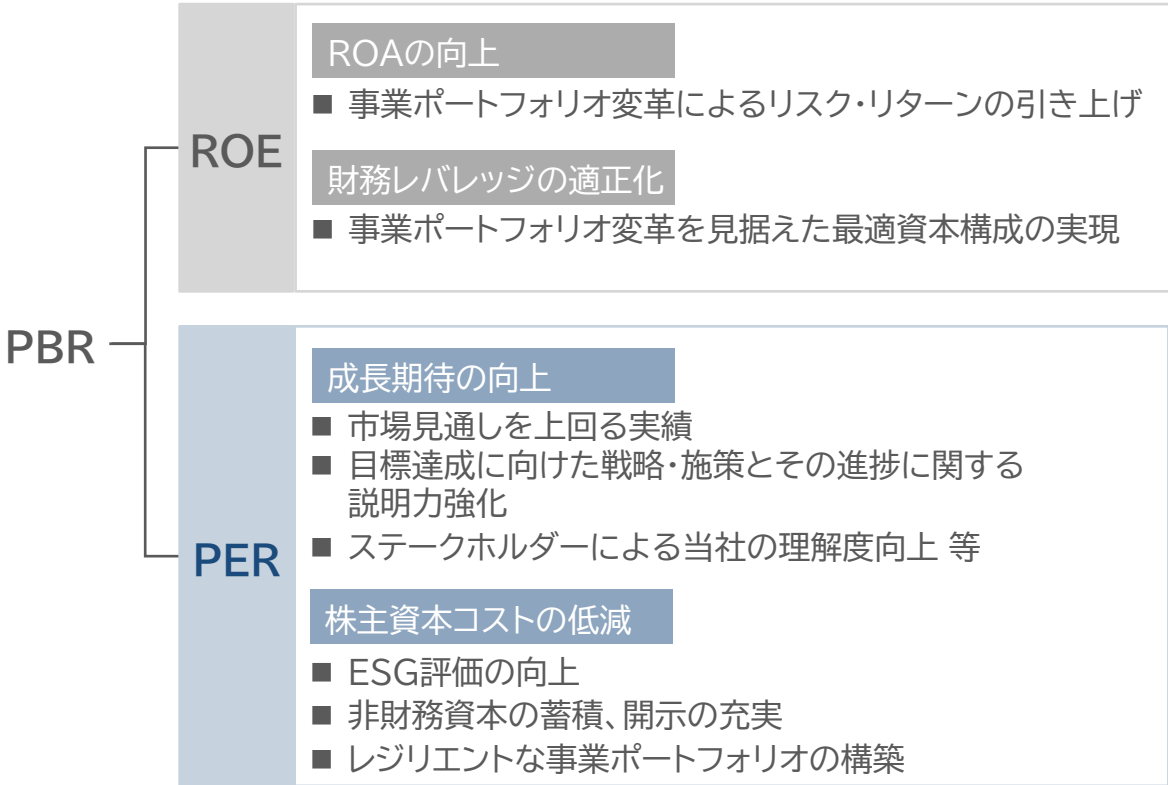 PBR
ROE
ROAの向上
■ 事業ポートフォリオ変革によるリスク・リターンの引き上げ
財務レバレッジの適正化
■ 事業ポートフォリオ変革を見据えた最適資本構成の実現
PER
成長期待の向上
■ 市場見通しを上回る実績
■ 目標達成に向けた戦略・施策とその進捗に関する
説明力強化
■ ステークホルダーによる当社の理解度向上 等
株主資本コストの低減
■ ESG評価の向上
■ 非財務資本の蓄積、開示の充実
■ レジリエントな事業ポートフォリオの構築